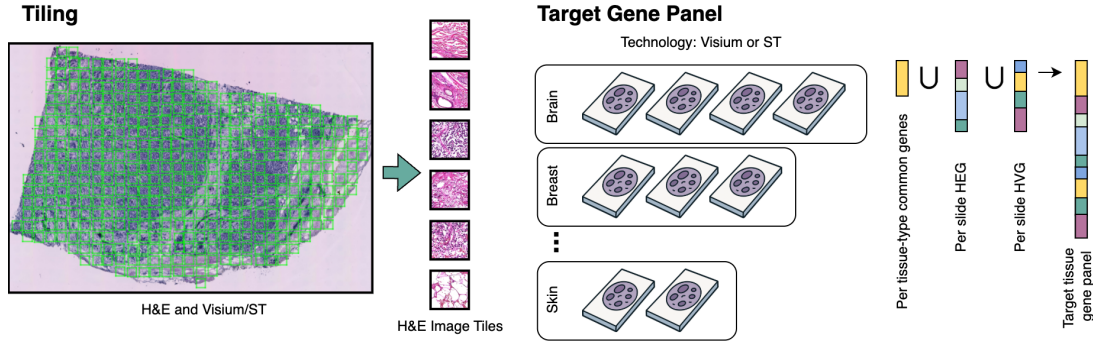 Tiling
H&E and Visium/ST
H&E Image Tiles
Target Gene Panel
Technology: Visium or ST
Brain
Breast
Skin
Per tissue-type common genes
∪
Per slide HEG
∪
Per slide HVG
Target tissue-
gene panel